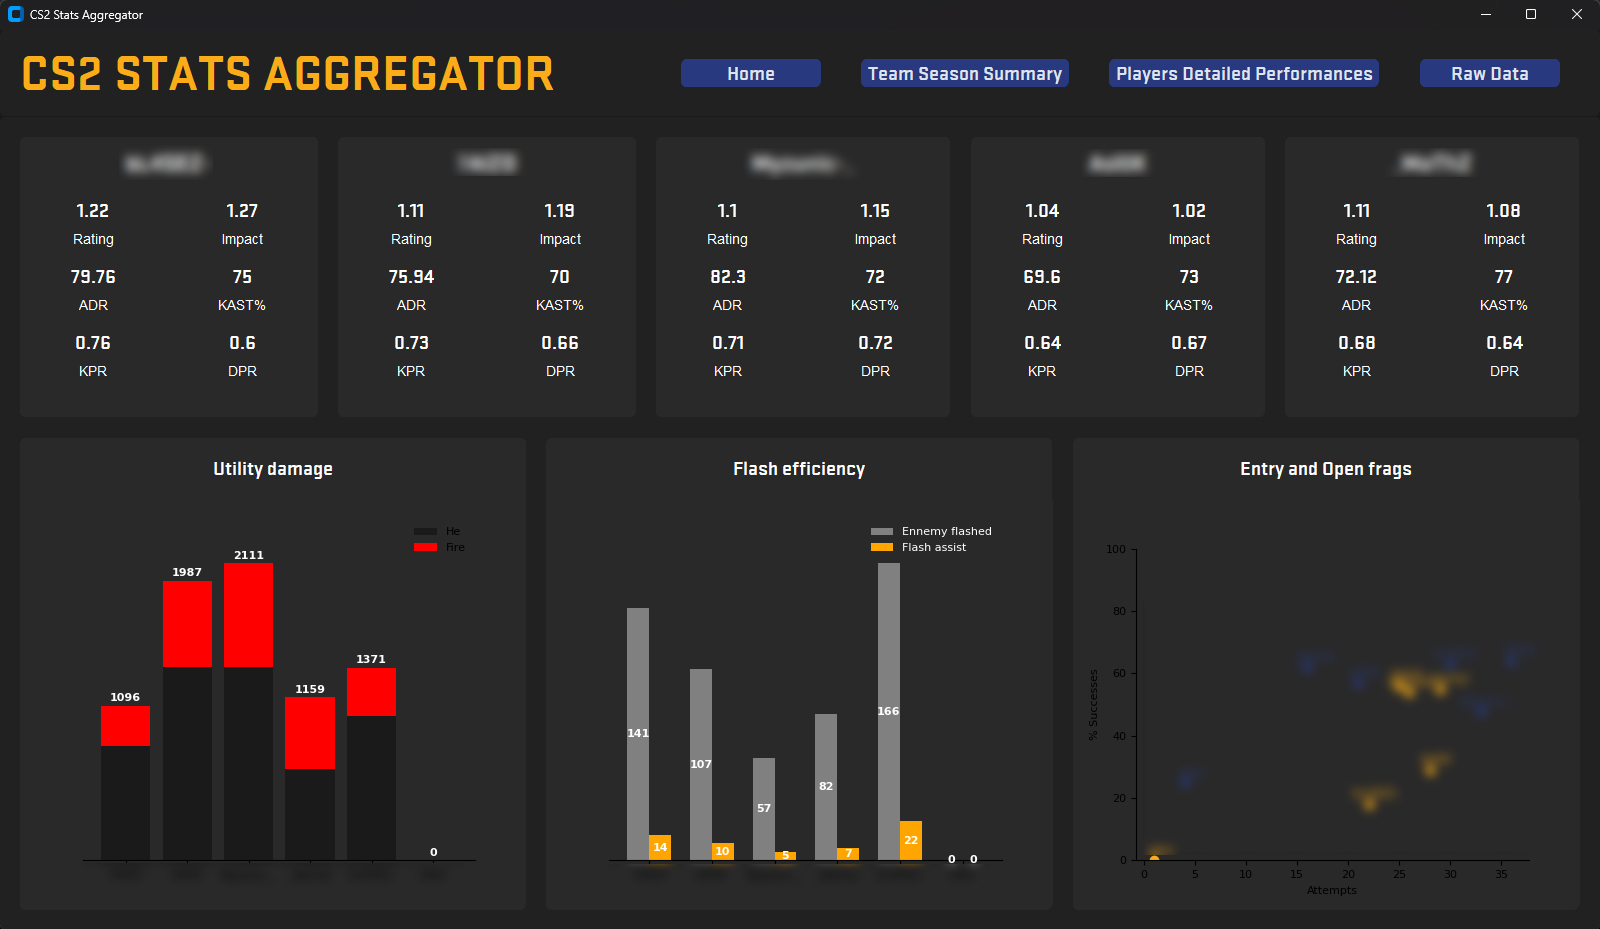 CS2 Stats Aggregator
CS2 STATS AGGREGATOR
Home
Team Season Summary
Players Detailed Performances
Raw Data
1.22 1.27
Rating Impact
79.76 75
ADR KAST%
0.76 0.6
KPR DPR
1.11 1.19
Rating Impact
75.94 70
ADR KAST%
0.73 0.66
KPR DPR
1.1 1.15
Rating Impact
82.3 72
ADR KAST%
0.71 0.72
KPR DPR
1.04 1.02
Rating Impact
69.6 73
ADR KAST%
0.64 0.67
KPR DPR
1.11 1.08
Rating Impact
72.12 77
ADR KAST%
0.68 0.64
KPR DPR
Utility damage
He
Fire
1096
1987
2111
1159
1371
0
Flash efficiency
Ennemy flashed
Flash assist
141
14
107
10
57
5
82
7
166
22
0
0
Entry and Open frags
% Successes
100
80
60
40
20
0
0 5 10 15 20 25 30 35
Attempts